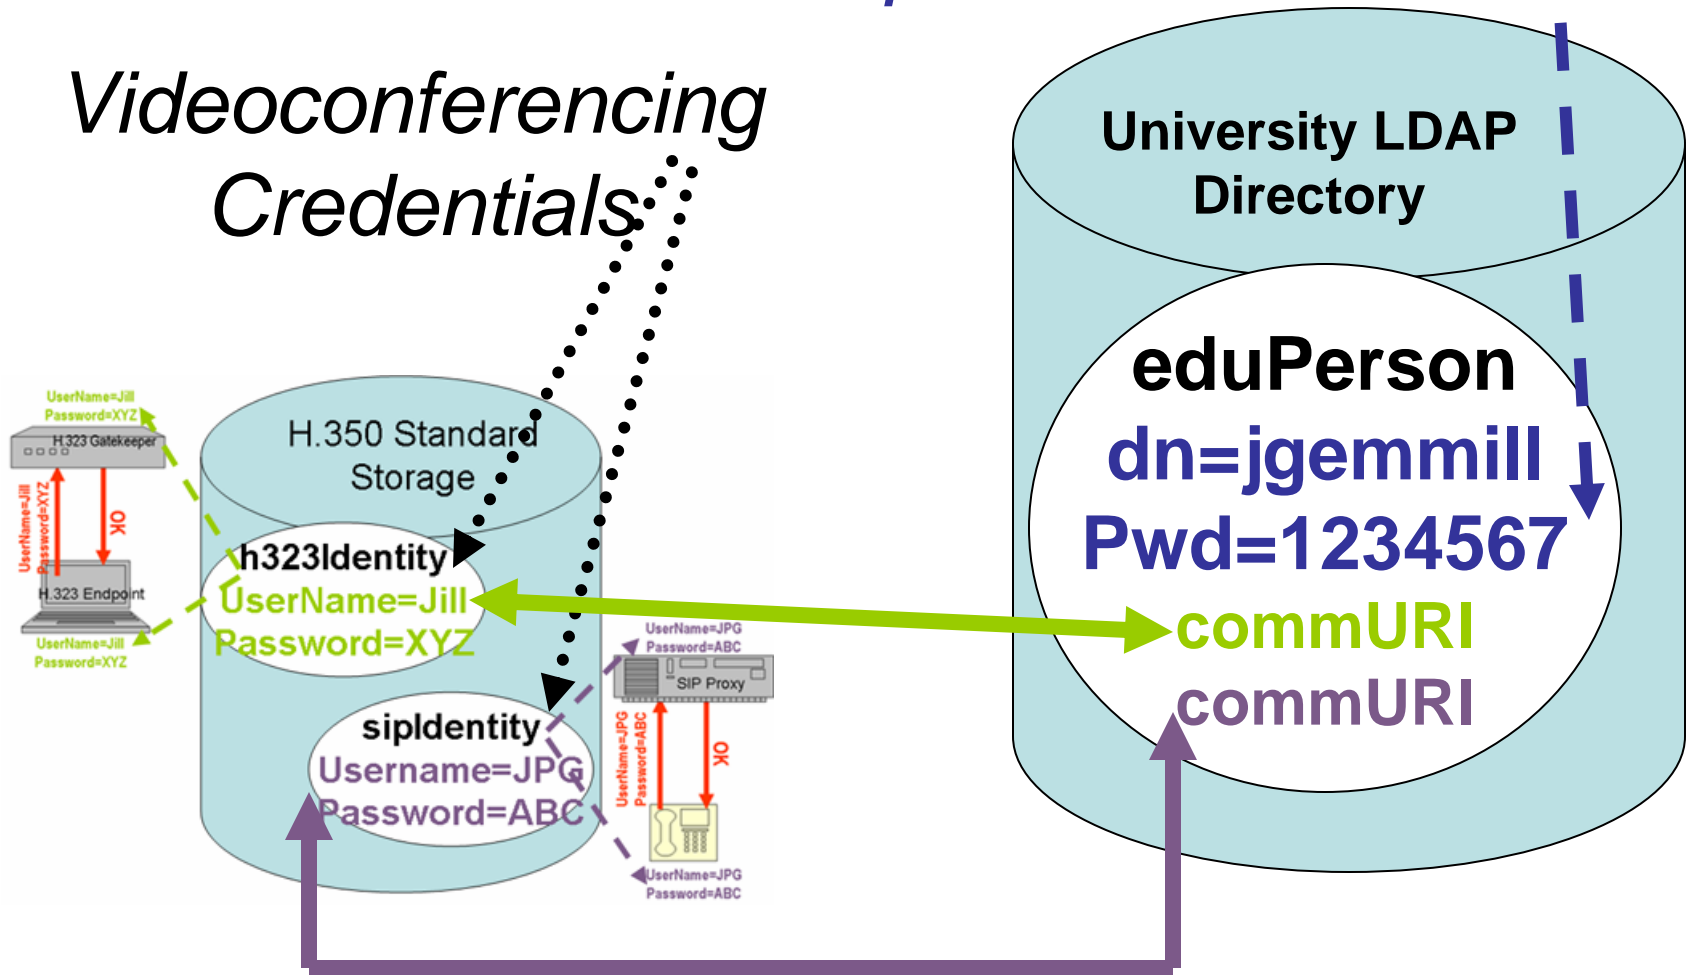 Videoconferencing
Credentials
University LDAP
Directory
eduPerson
dn=jgemmill
Pwd=1234567
commURI
commURI
H.350 Standard
Storage
h323Identity
UserName=Jill
Password=XYZ
sipIdentity
Username=JPG
Password=ABC
UserName=Jill
Password=XYZ
H.323 Gatekeeper
UserName=Jill
Password=XYZ
OK
H.323 Endpoint
UserName=Jill
Password=XYZ
UserName=JPG
Password=ABC
SIP Proxy
UserName=JPG
Password=ABC
OK
UserName=JPG
Password=ABC